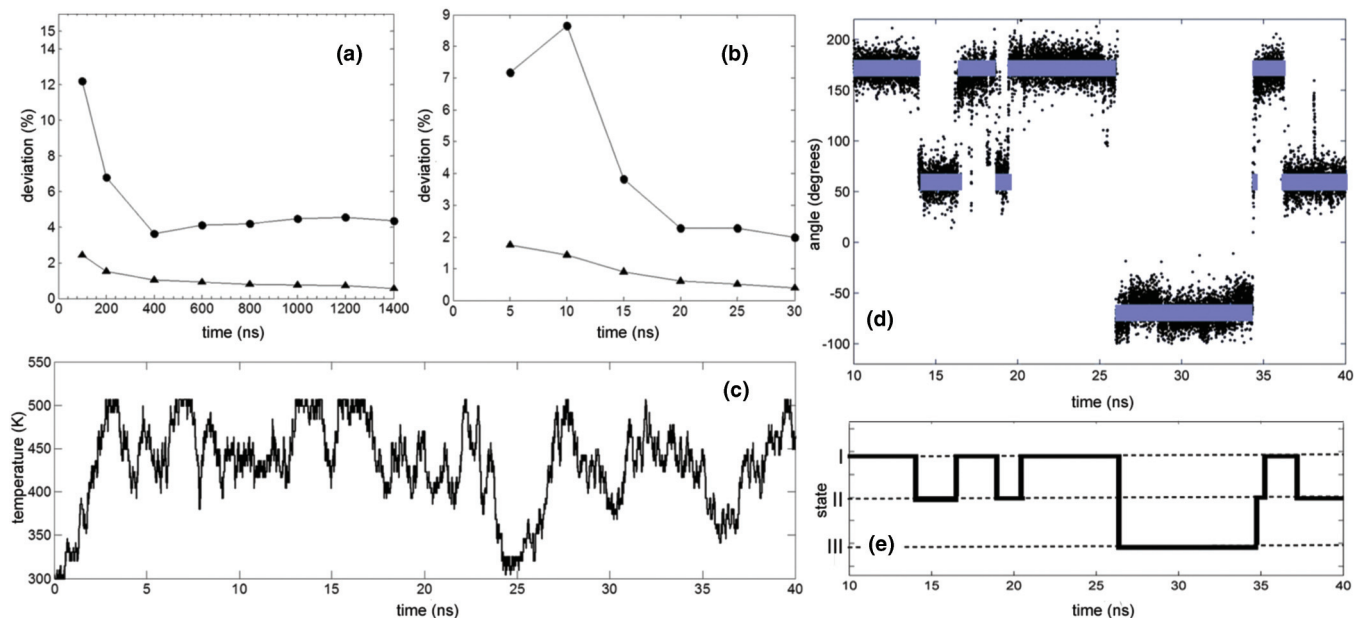 (a)
deviation (%)
16
14
12
10
8
6
4
2
0
0 200 400 600 800 1000 1200 1400
time (ns)
(b)
deviation (%)
9
8
7
6
5
4
3
2
1
0
5 10 15 20 25 30
time (ns)
(c)
temperature (K)
550
500
450
400
350
300
0 5 10 15 20 25 30 35 40
time (ns)
(d)
angle (degrees)
200
150
100
50
0
-50
-100
10 15 20 25 30 35 40
time (ns)
(e)
state
I
II
III
10 15 20 25 30 35 40
time (ns)